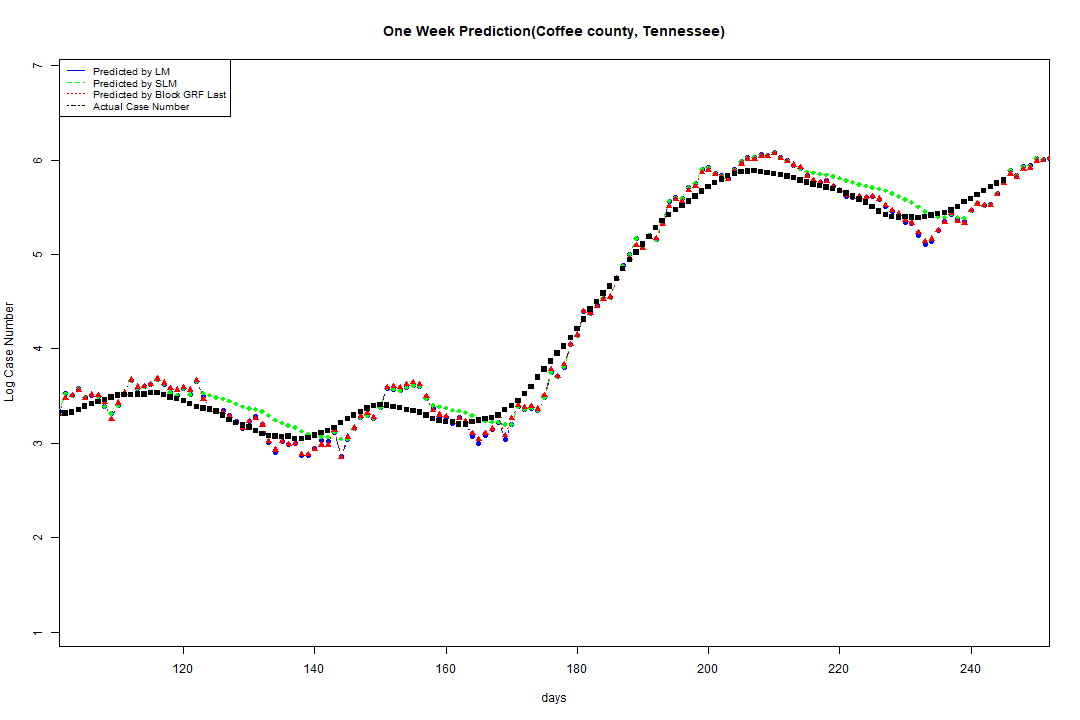 One Week Prediction(Coffee county, Tennessee)
Predicted by LM
Predicted by SLM
Predicted by Block GRF Last
Actual Case Number
7
6
5
4
3
2
1
Log Case Number
120 140 160 180 200 220 240
days